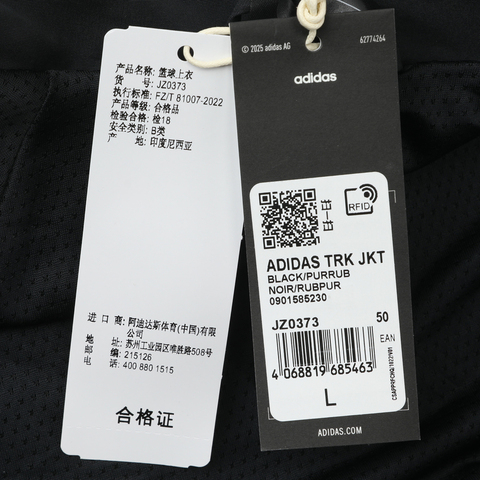 产品名称: 篮球上衣
货 号: JZ0373
执行标准: FZ/T 81007-2022
产品等级: 合格品
检验合格: 检18
安全类别: B类
产 地: 印度尼西亚
进 口 商: 阿迪达斯体育(中国)有限
公司
地 址: 苏州工业园区唯胜路508号
邮 编: 215126
电 话: 400 880 1515
合格证
© 2025 adidas AG
62774264
adidas
RFID
ADIDAS TRK JKT
BLACK/PURRUB
NOIR/RUBPUR
0901585230
JZ0373
50
EAN
4 068819 685463
L
ADIDAS.COM